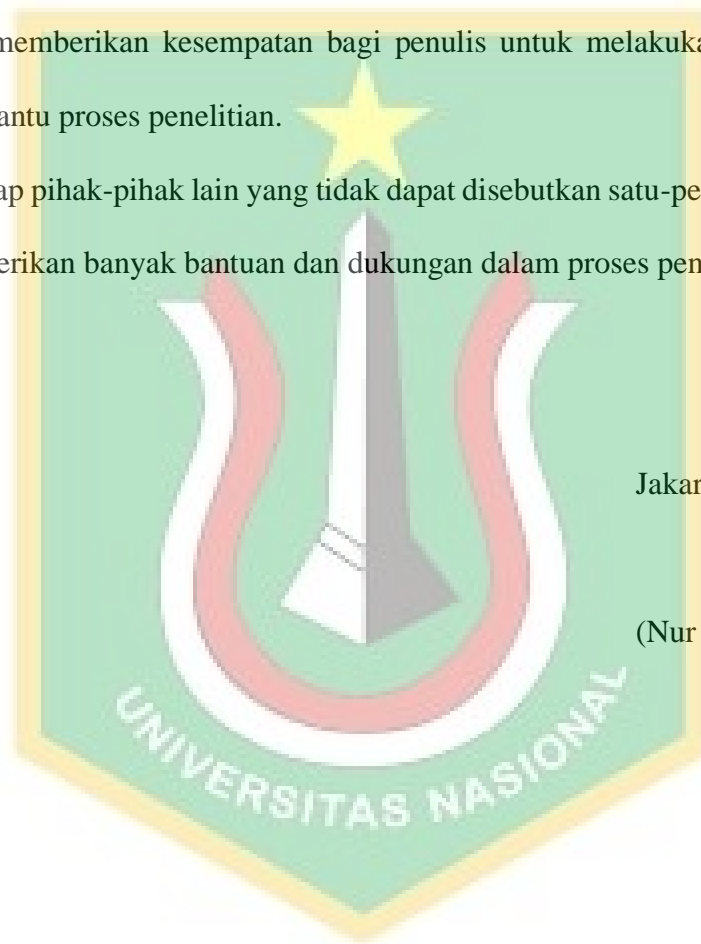 memberikan kesempatan bagi penulis untuk melakuka
antu proses penelitian.
ap pihak-pihak lain yang tidak dapat disebutkan satu-pe
erikan banyak bantuan dan dukungan dalam proses pen
Jakar
(Nur
UNIVERSITAS NASIONAL